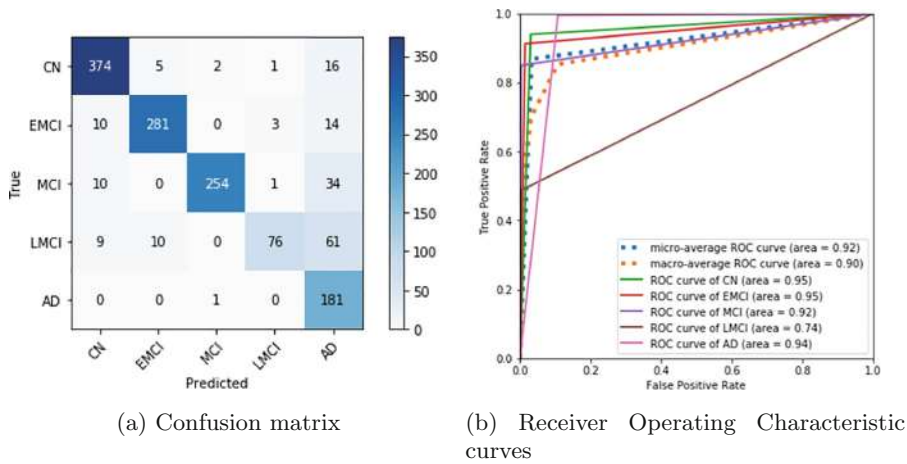 CN
374 5 2 1 16
EMCI
10 281 0 3 14
MCI
10 0 254 1 34
LMCI
9 10 0 76 61
AD
0 0 1 0 181
True
CN EMCI MCI LMCI AD
Predicted
350
300
250
200
150
100
50
0
(a) Confusion matrix
1.0
0.8
0.6
0.4
0.2
0.0
True Positive Rate
micro-average ROC curve (area = 0.92)
macro-average ROC curve (area = 0.90)
ROC curve of CN (area = 0.95)
ROC curve of EMCI (area = 0.95)
ROC curve of MCI (area = 0.92)
ROC curve of LMCI (area = 0.74)
ROC curve of AD (area = 0.94)
0.0 0.2 0.4 0.6 0.8 1.0
False Positive Rate
(b) Receiver Operating Characteristic
curves